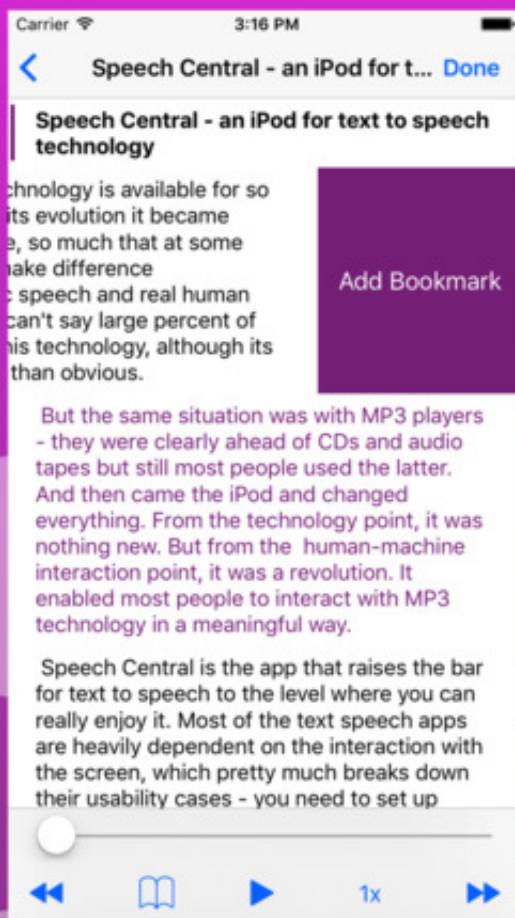 Carrier 3:16 PM
Speech Central - an iPod for t... Done
Speech Central - an iPod for text to speech
technology
chnology is available for so
its evolution it became
e, so much that at some
make difference
c speech and real human
can't say large percent of
his technology, although its
than obvious.
Add Bookmark
But the same situation was with MP3 players
- they were clearly ahead of CDs and audio
tapes but still most people used the latter.
And then came the iPod and changed
everything. From the technology point, it was
nothing new. But from the human-machine
interaction point, it was a revolution. It
enabled most people to interact with MP3
technology in a meaningful way.
Speech Central is the app that raises the bar
for text to speech to the level where you can
really enjoy it. Most of the text speech apps
are heavily dependent on the interaction with
the screen, which pretty much breaks down
their usability cases - you need to set up
1x